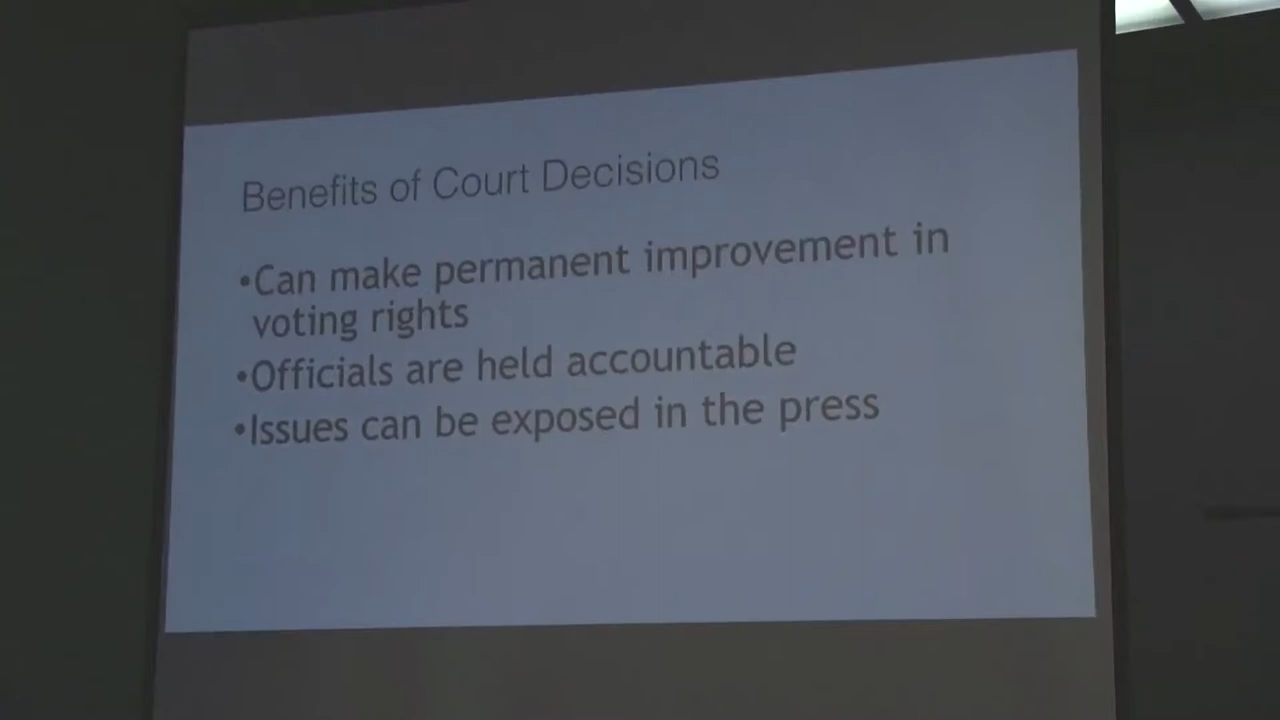 Benefits of Court Decisions
•Can make permanent improvement in
voting rights
•Officials are held accountable
•Issues can be exposed in the press